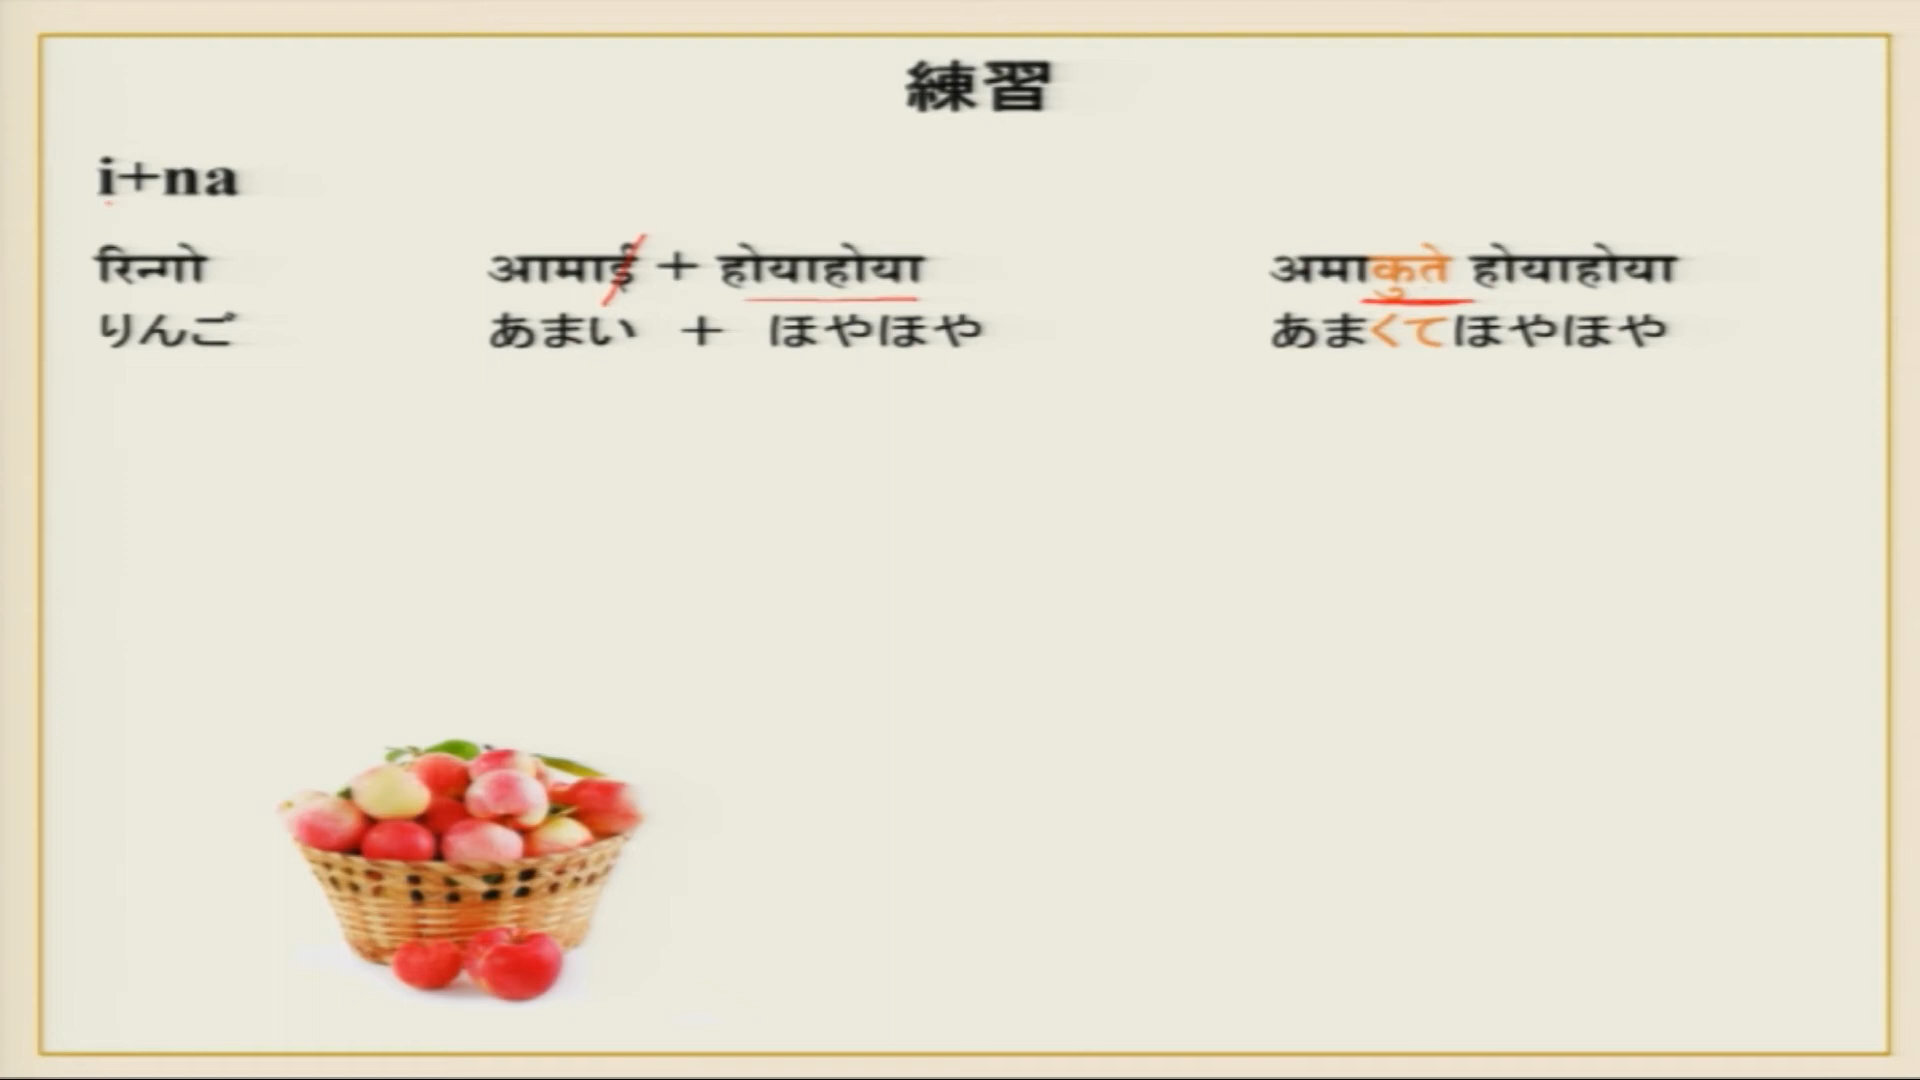 練習
i+na
रिन्गो आमाई + होयाहोया अमाकुते होयाहोया
りんご あまい + ほやほや あまくてほやほや